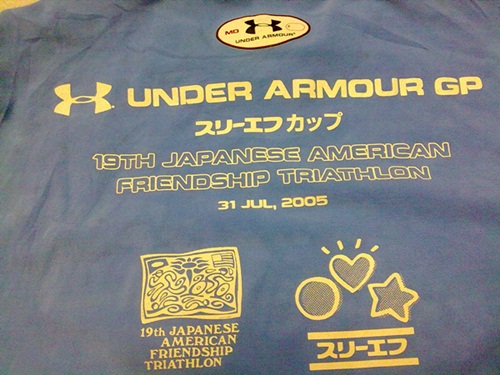 MD
UNDER ARMOUR
UNDER ARMOUR GP
スリーエフカップ
19TH JAPANESE AMERICAN
FRIENDSHIP TRIATHLON
31 JUL, 2005
19th JAPANESE
AMERICAN
FRIENDSHIP
TRIATHLON
スリーエフ